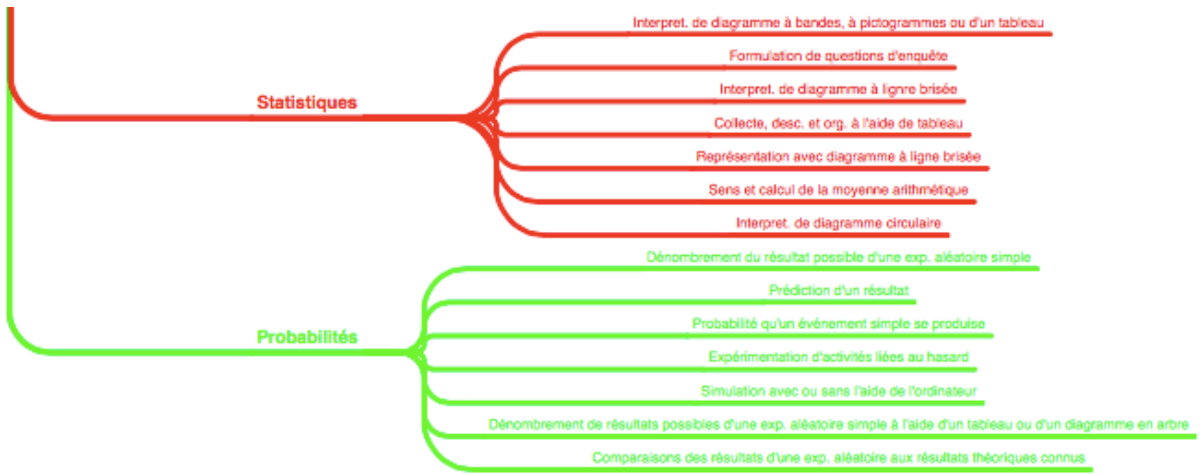 Interpret. de diagramme à bandes, à pictogrammes ou d'un tableau
Formulation de questions d'enquête
Interpret. de diagramme à lignre brisée
Statistiques
Collecte, desc. et org. à l'aide de tableau
Représentation avec diagramme à ligne brisée
Sens et calcul de la moyenne arithmétique
Interpret. de diagramme circulaire
Dénombrement du résultat possible d'une exp. aléatoire simple
Prédiction d'un résultat
Probabilité qu'un événement simple se produise
Probabilités
Expérimentation d'activités liées au hasard
Simulation avec ou sans l'aide de l'ordinateur
Dénombrement de résultats possibles d'une exp. aléatoire simple à l'aide d'un tableau ou d'un diagramme en arbre
Comparaisons des résultats d'une exp. aléatoire aux résultats théoriques connus